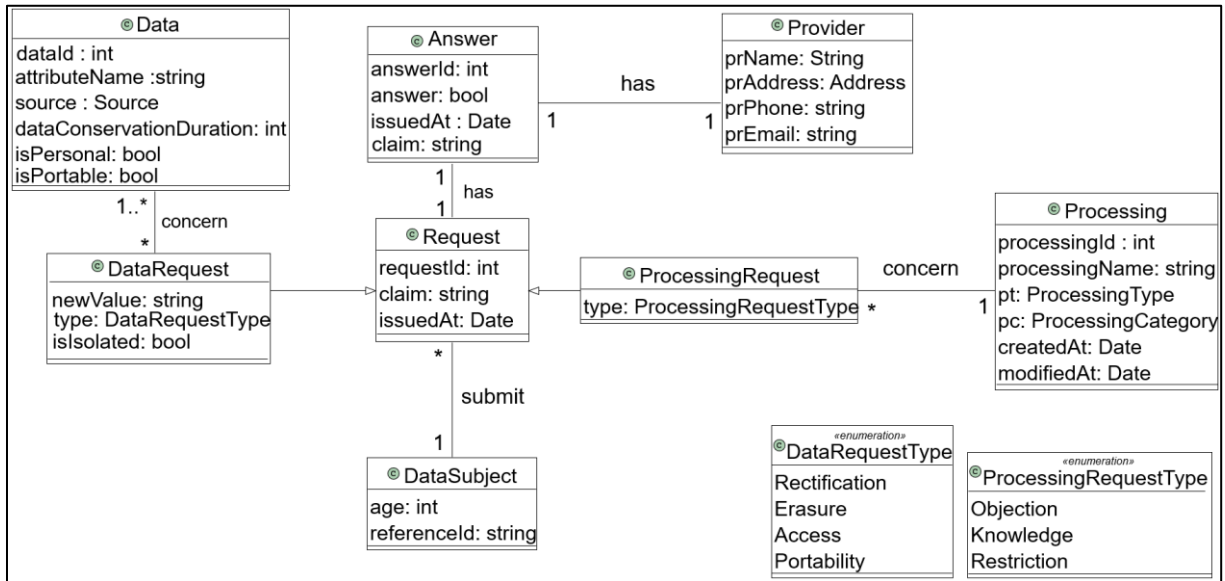 Data
dataId : int
attributeName :string
source : Source
dataConservationDuration: int
isPersonal: bool
isPortable: bool
Answer
answerId: int
answer: bool
issuedAt : Date
claim: string
has
1
1
Provider
prName: String
prAddress: Address
prPhone: string
prEmail: string
1..*
concern
*
1
has
1
DataRequest
newValue: string
type: DataRequestType
isIsolated: bool
Request
requestId: int
claim: string
issuedAt: Date
ProcessingRequest
type: ProcessingRequestType
concern
*
1
Processing
processingId : int
processingName: string
pt: ProcessingType
pc: ProcessingCategory
createdAt: Date
modifiedAt: Date
*
submit
1
DataSubject
age: int
referenceId: string
«enumeration»
DataRequestType
Rectification
Erasure
Access
Portability
«enumeration»
ProcessingRequestType
Objection
Knowledge
Restriction